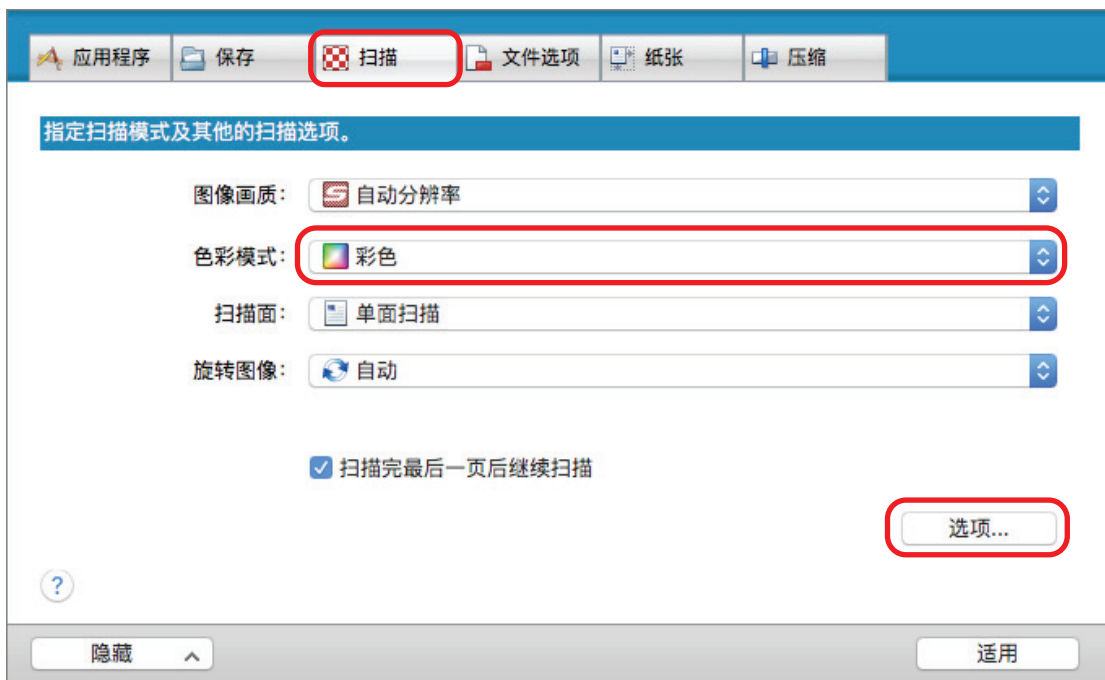 应用程序 保存 扫描 文件选项 纸张 压缩
指定扫描模式及其他的扫描选项。
图像画质： 自动分辨率
色彩模式： 彩色
扫描面： 单面扫描
旋转图像： 自动
扫描完最后一页后继续扫描
选项...
?
隐藏 适用